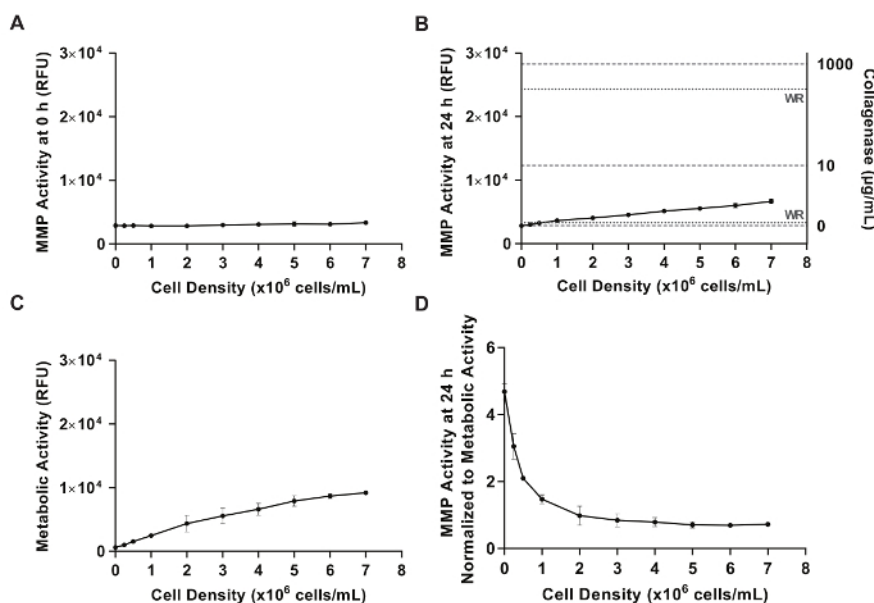 A
MMP Activity at 0 h (RFU)
3×10⁴
2×10⁴
1×10⁴
0
0 1 2 3 4 5 6 7 8
Cell Density (x10⁶ cells/mL)
B
MMP Activity at 24 h (RFU)
3×10⁴
2×10⁴
1×10⁴
0
0 1 2 3 4 5 6 7 8
Cell Density (x10⁶ cells/mL)
1000
WR
10
WR
0
Collagenase (µg/mL)
C
Metabolic Activity (RFU)
3×10⁴
2×10⁴
1×10⁴
0
0 1 2 3 4 5 6 7 8
Cell Density (x10⁶ cells/mL)
D
MMP Activity at 24 h
Normalized to Metabolic Activity
6
4
2
0
0 1 2 3 4 5 6 7 8
Cell Density (x10⁶ cells/mL)